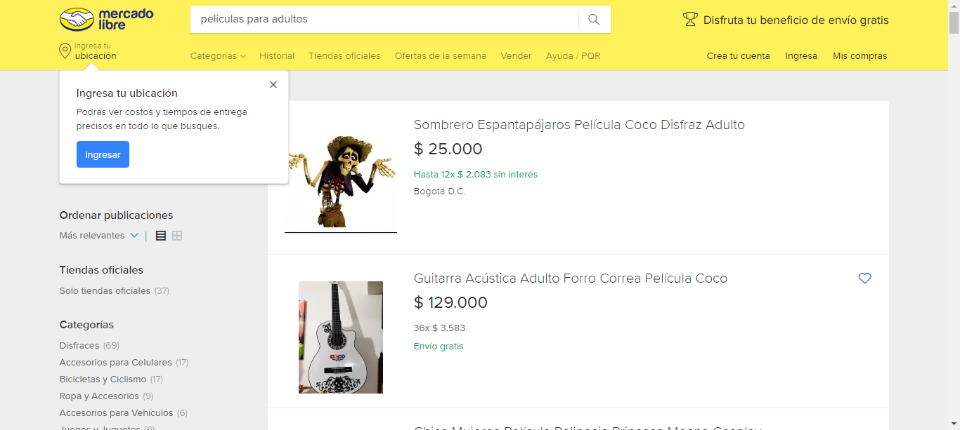 mercado
libre
peliculas para adultos
Disfruta tu beneficio de envío gratis
Ingresa tu
ubicación
Categorías
Historial
Tiendas oficiales
Ofertas de la semana
Vender
Ayuda / PQR
Crea tu cuenta
Ingresa
Mis compras
Ingresa tu ubicación
Podrás ver costos y tiempos de entrega
precisos en todo lo que busques.
Ingresar
Ordenar publicaciones
Más relevantes
Tiendas oficiales
Solo tiendas oficiales (37)
Categorías
Disfraces (69)
Accesorios para Celulares (17)
Bicicletas y Ciclismo (17)
Ropa y Accesorios (9)
Accesorios para Vehículos (6)
Juegos y Juguetes (6)
Sombrero Espantapájaros Película Coco Disfraz Adulto
$ 25.000
Hasta 12x $ 2.083 sin interés
Bogotá D.C.
Guitarra Acústica Adulto Forro Correa Película Coco
$ 129.000
36x $ 3.583
Envío gratis